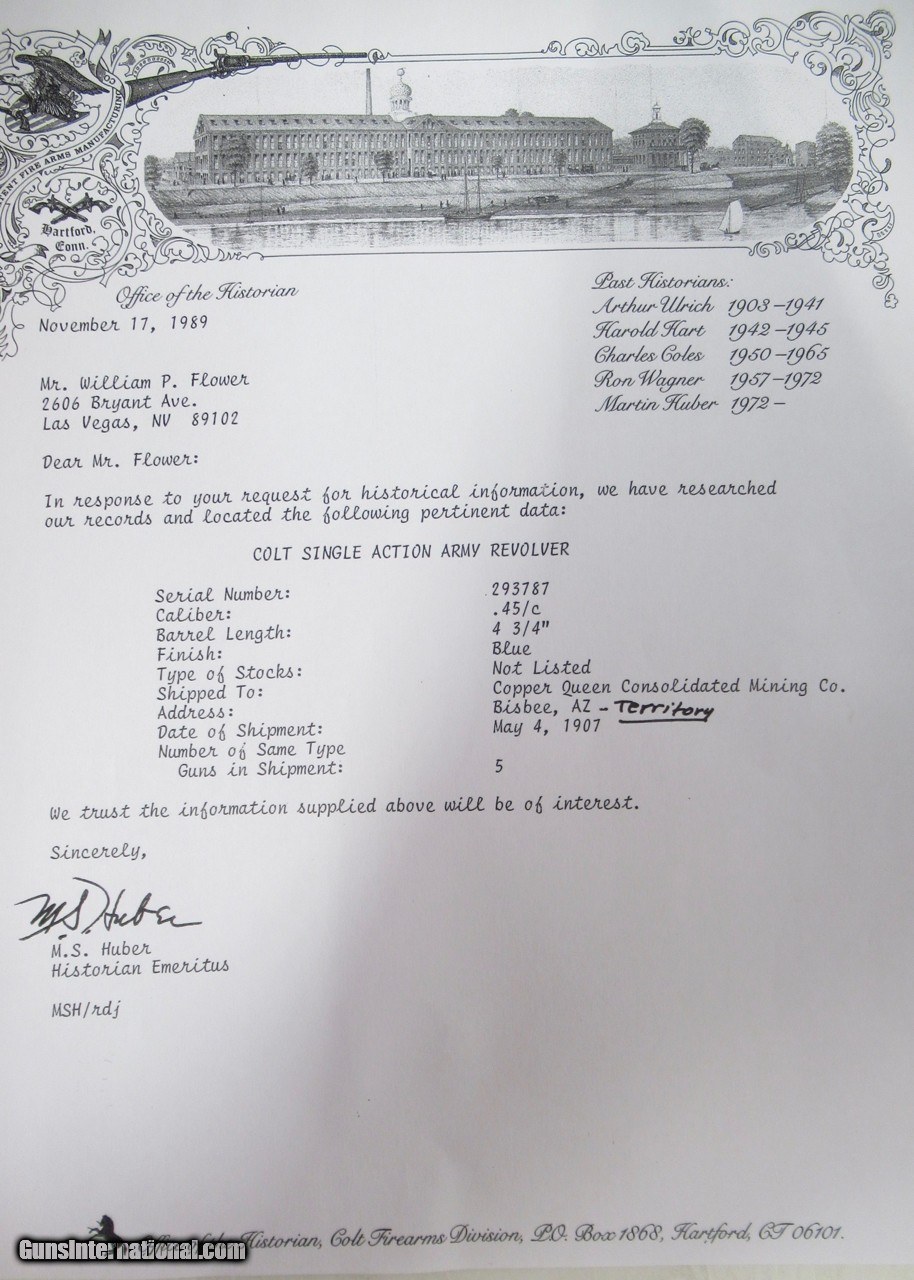 ENT FIRE ARMS MANUFACTURING
Hartford,
Conn.
Office of the Historian
November 17, 1989
Past Historians:
Arthur Ulrich 1903–1941
Harold Hart 1942–1945
Charles Coles 1950–1965
Ron Wagner 1957–1972
Martin Huber 1972–
Mr. William P. Flower
2606 Bryant Ave.
Las Vegas, NV 89102
Dear Mr. Flower:
In response to your request for historical information, we have researched
our records and located the following pertinent data:
COLT SINGLE ACTION ARMY REVOLVER
Serial Number: 293787
Caliber: .45/c
Barrel Length: 4 3/4"
Finish: Blue
Type of Stocks: Not Listed
Shipped To: Copper Queen Consolidated Mining Co.
Address: Bisbee, AZ - Territory
Date of Shipment: May 4, 1907
Number of Same Type
Guns in Shipment: 5
We trust the information supplied above will be of interest.
Sincerely,
M.S. Huber
M.S. Huber
Historian Emeritus
MSH/rdj
Office of the Historian, Colt Firearms Division, P.O. Box 1868, Hartford, CT 06101.
GunsInternational.com